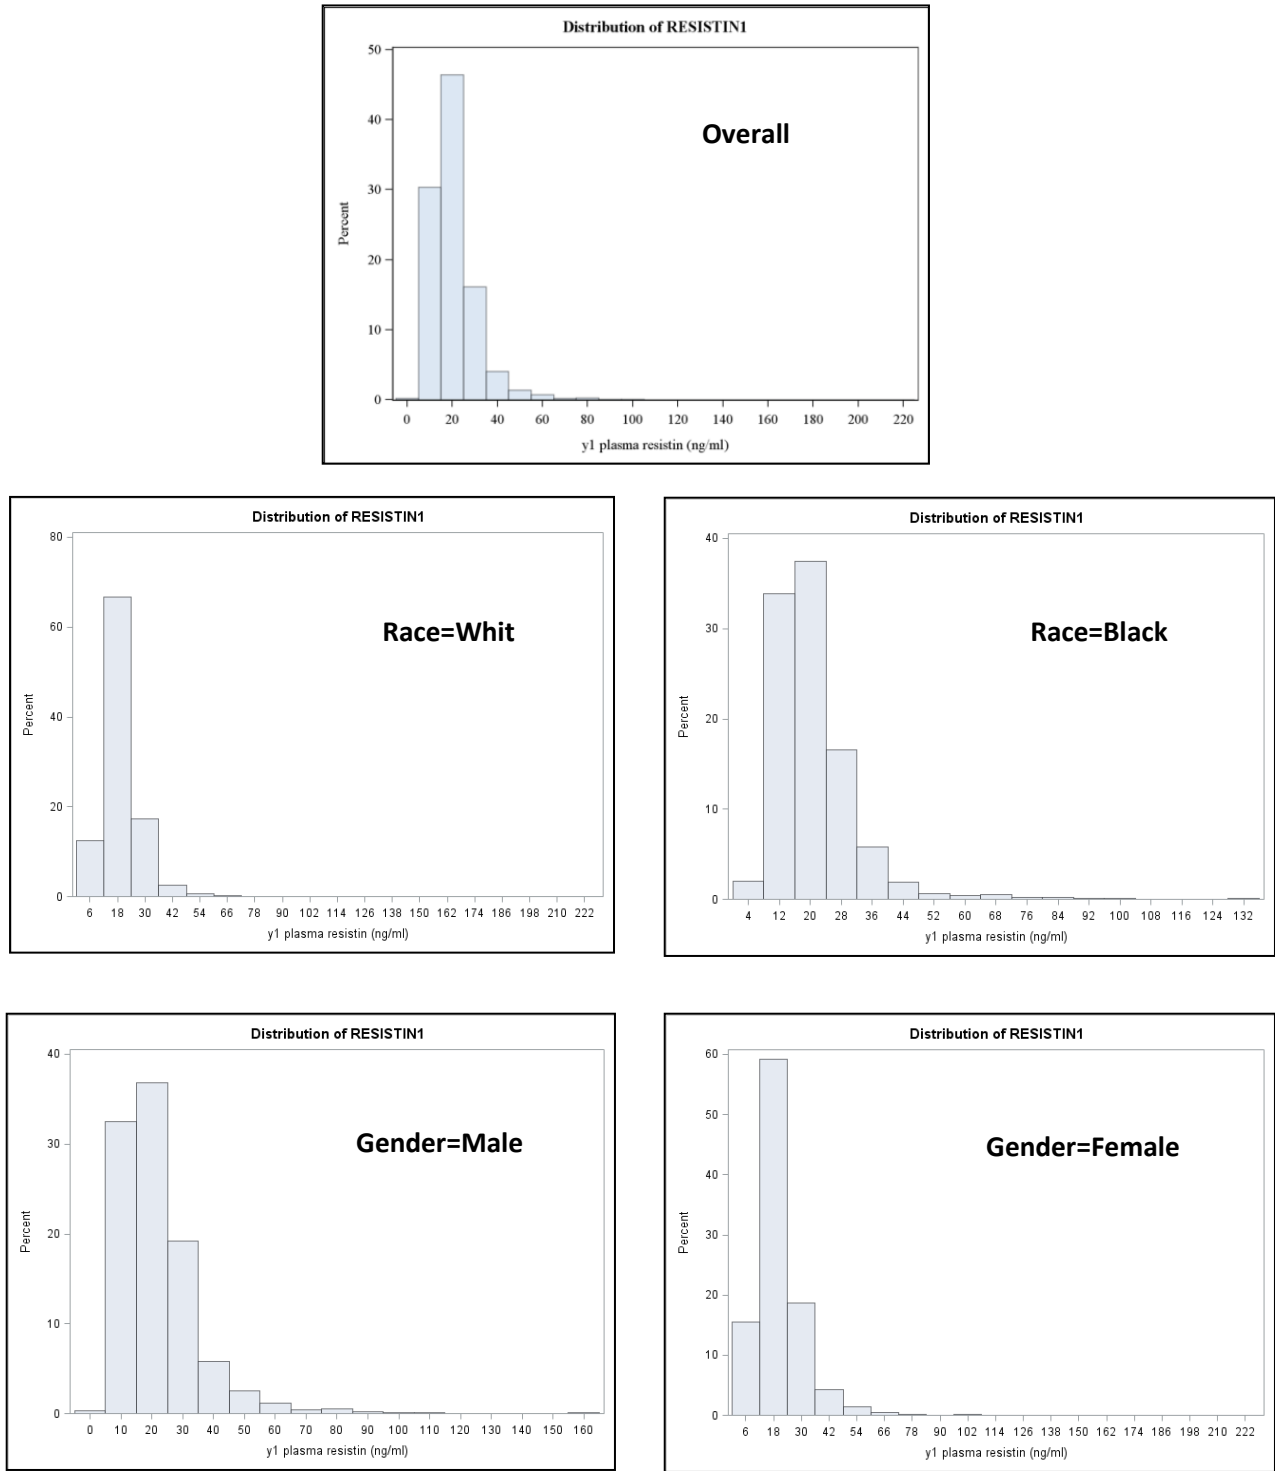 Distribution of RESISTIN1
50
40
30
20
10
0
Percent
Overall
0 20 40 60 80 100 120 140 160 180 200 220
y1 plasma resistin (ng/ml)
Distribution of RESISTIN1
80
60
40
20
0
Percent
Race=Whit
6 18 30 42 54 66 78 90 102 114 126 138 150 162 174 186 198 210 222
y1 plasma resistin (ng/ml)
Distribution of RESISTIN1
40
30
20
10
0
Percent
Race=Black
4 12 20 28 36 44 52 60 68 76 84 92 100 108 116 124 132
y1 plasma resistin (ng/ml)
Distribution of RESISTIN1
40
30
20
10
0
Percent
Gender=Male
0 10 20 30 40 50 60 70 80 90 100 110 120 130 140 150 160
y1 plasma resistin (ng/ml)
Distribution of RESISTIN1
60
50
40
30
20
10
0
Percent
Gender=Female
6 18 30 42 54 66 78 90 102 114 126 138 150 162 174 186 198 210 222
y1 plasma resistin (ng/ml)